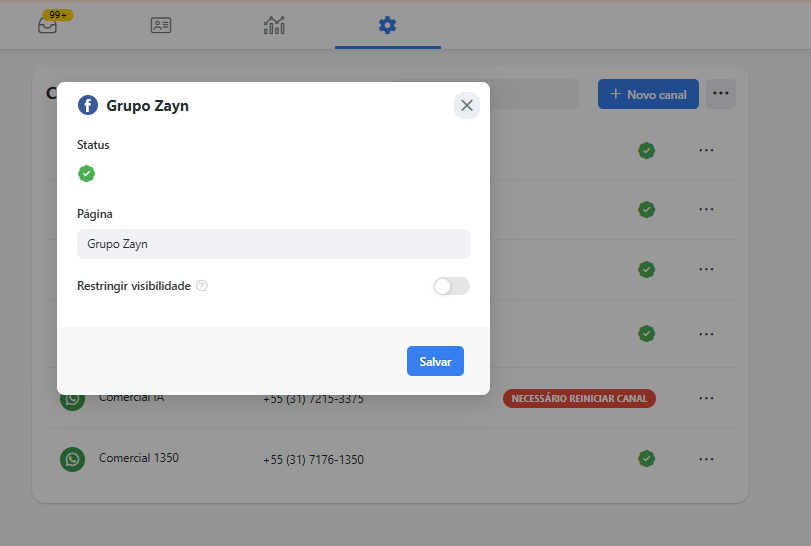 99+
+ Novo canal
Grupo Zayn
Status
Página
Grupo Zayn
Restringir visibilidade
Salvar
Comercial IA +55 (31) 7215-3375 NECESSÁRIO REINICIAR CANAL
Comercial 1350 +55 (31) 7176-1350